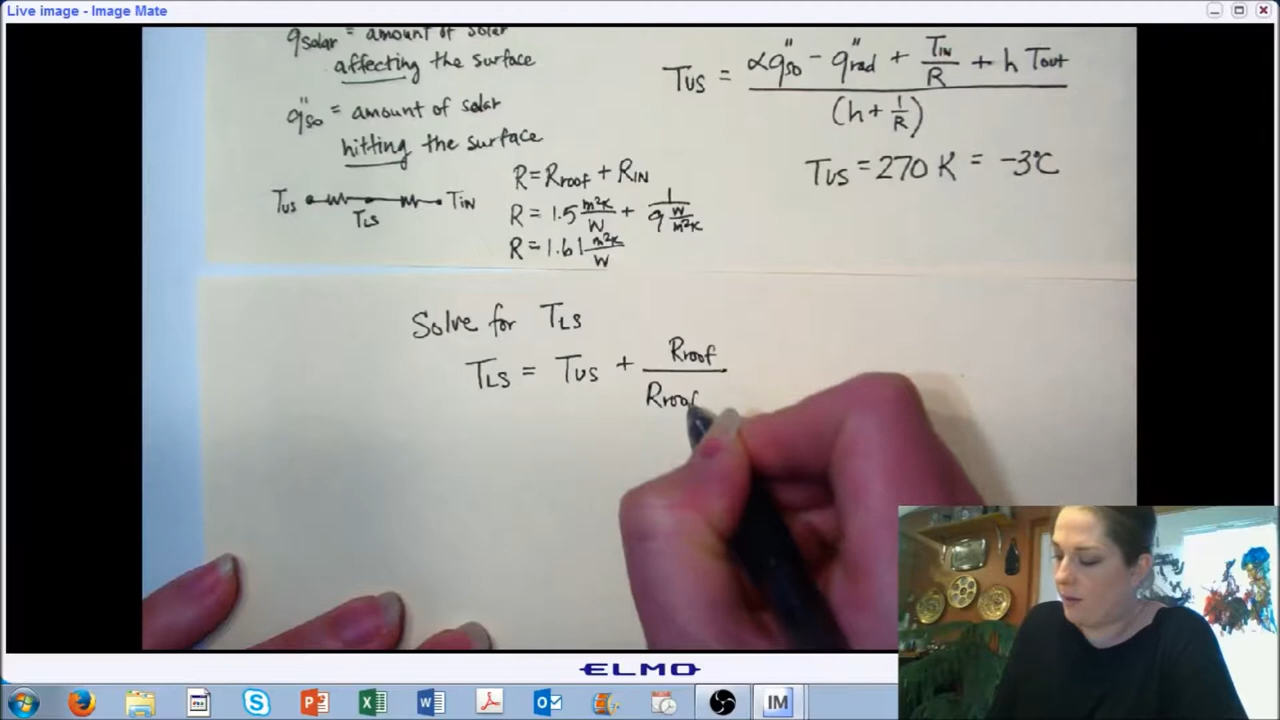 Live image - Image Mate
q solar = amount of solar
affecting the surface
q"so = amount of solar
hitting the surface
TUS TLS TIN
R = Rroof + RIN
R = 1.5 m²K/W + 1/(9 W/m²K)
R = 1.61 m²K/W
TUS = (αq"so - q"rad + TIN/R + h Tout)/(h + 1/R)
TUS = 270 K = -3°C
Solve for TLS
TLS = TUS + Rroof/Rroof
ELMO
IM